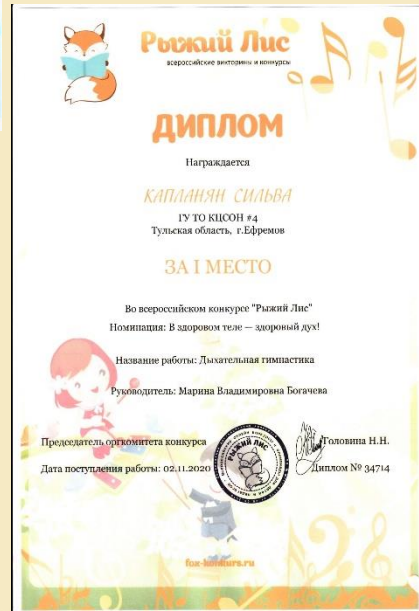 Рыжий Лис
всероссийские викторины и конкурсы
ДИПЛОМ
Награждается
КАПЛАНЯН СИЛЬВА
ГУ ТО КЦСОН #4
Тульская область, г.Ефремов
ЗА I МЕСТО
Во всероссийском конкурсе "Рыжий Лис"
Номинация: В здоровом теле — здоровый дух!
Название работы: Дыхательная гимнастика
Руководитель: Марина Владимировна Богачева
Председатель оргкомитета конкурса
Головина Н.Н.
РЫЖИЙ ЛИС
Дата поступления работы: 02.11.2020
Диплом № 34714
fox-konkurs.ru